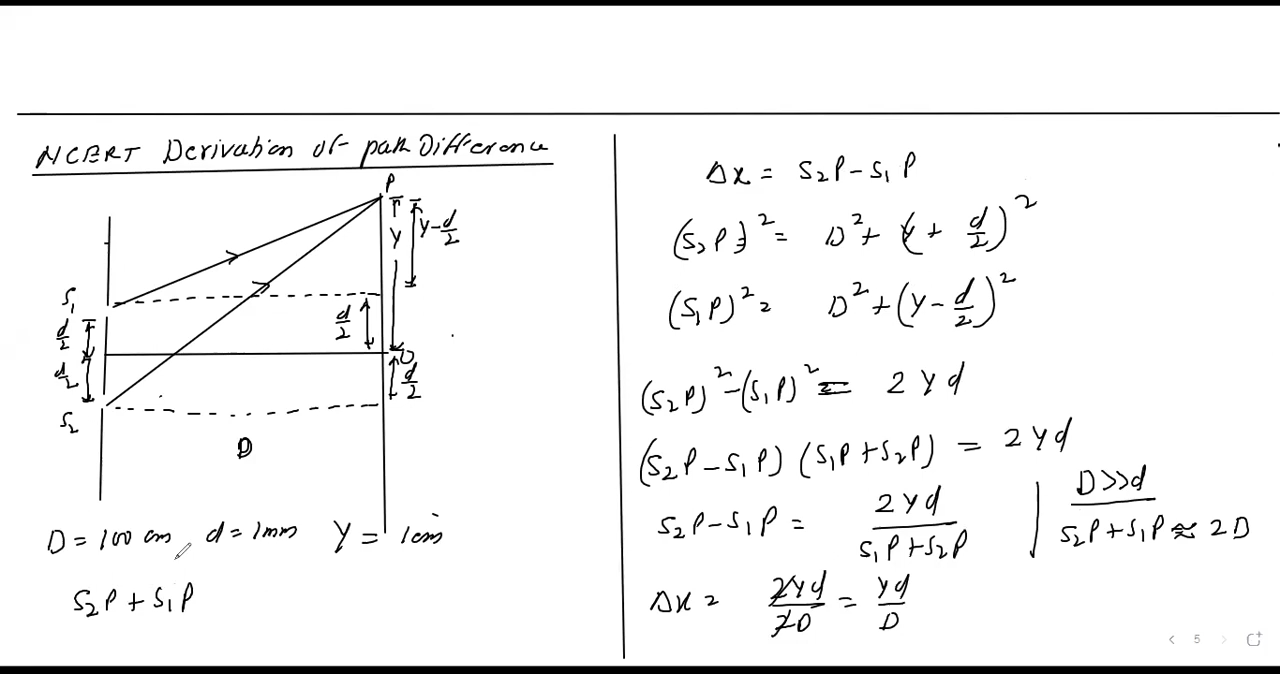 NCERT Derivation of path Difference
P
Y
Y-d/2
S₁
d/2
d/2
d/2
O
d/2
S₂
D
D = 100 cm, d = 1mm Y = 1cm
S₂P + S₁P
Δx = S₂P - S₁P
(S₂P)² = D² + (Y + d/2)²
(S₁P)² = D² + (Y - d/2)²
(S₂P)² - (S₁P)² = 2Yd
(S₂P - S₁P) (S₁P + S₂P) = 2Yd
S₂P - S₁P = 2Yd/(S₁P + S₂P)
D>>d
S₂P + S₁P ≈ 2D
Δx = 2Yd/2D = Yd/D
< 5 >